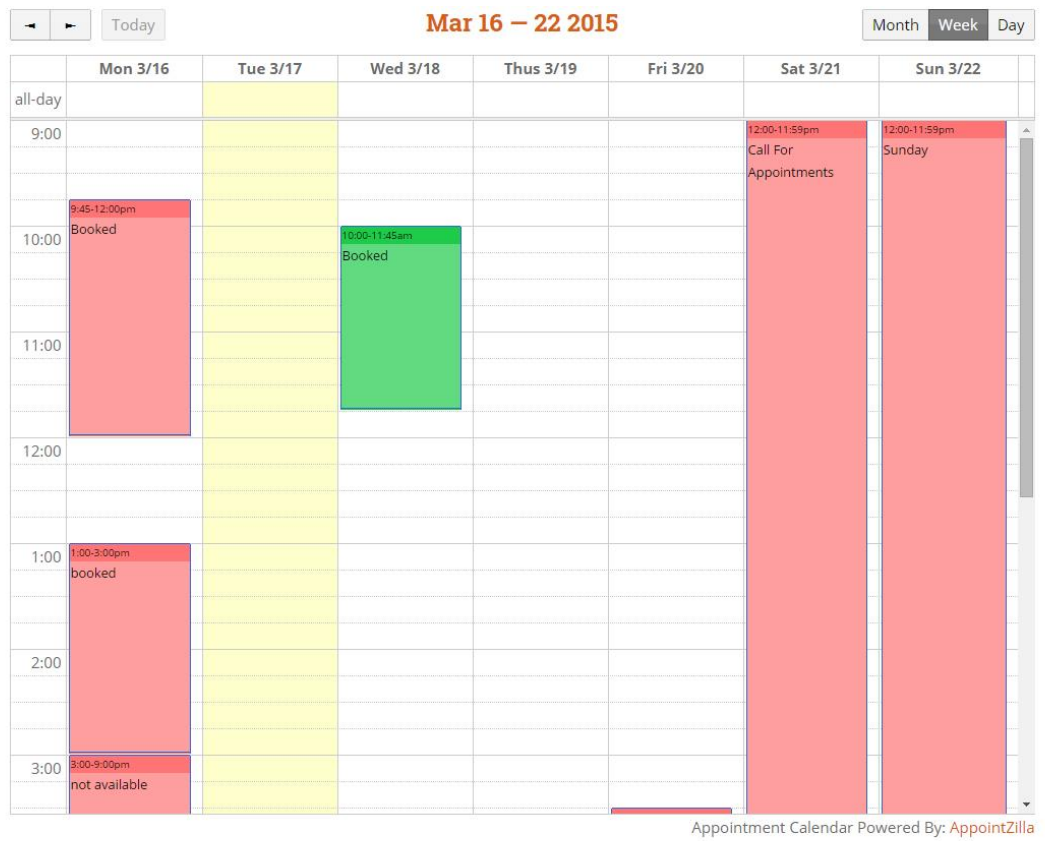 ◄ ► Today Mar 16 — 22 2015 Month Week Day
Mon 3/16 Tue 3/17 Wed 3/18 Thus 3/19 Fri 3/20 Sat 3/21 Sun 3/22
all-day
9:00
12:00-11:59pm
Call For
Appointments
12:00-11:59pm
Sunday
9:45-12:00pm
Booked
10:00
10:00-11:45am
Booked
11:00
12:00
1:00
1:00-3:00pm
booked
2:00
3:00
3:00-9:00pm
not available
Appointment Calendar Powered By: AppointZilla